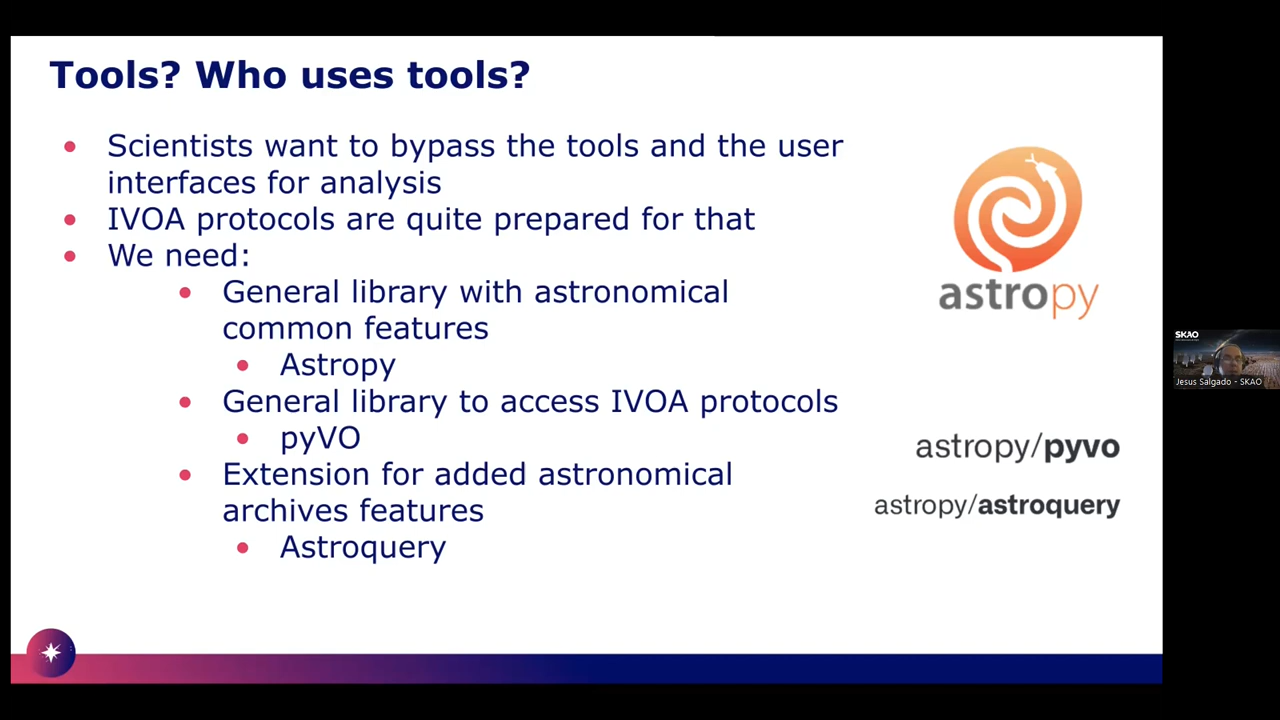 Tools? Who uses tools?
Scientists want to bypass the tools and the user
interfaces for analysis
IVOA protocols are quite prepared for that
We need:
General library with astronomical
common features
Astropy
General library to access IVOA protocols
pyVO
Extension for added astronomical
archives features
Astroquery
astropy
astropy/pyvo
astropy/astroquery
SKAO
Jesus Salgado - SKAO